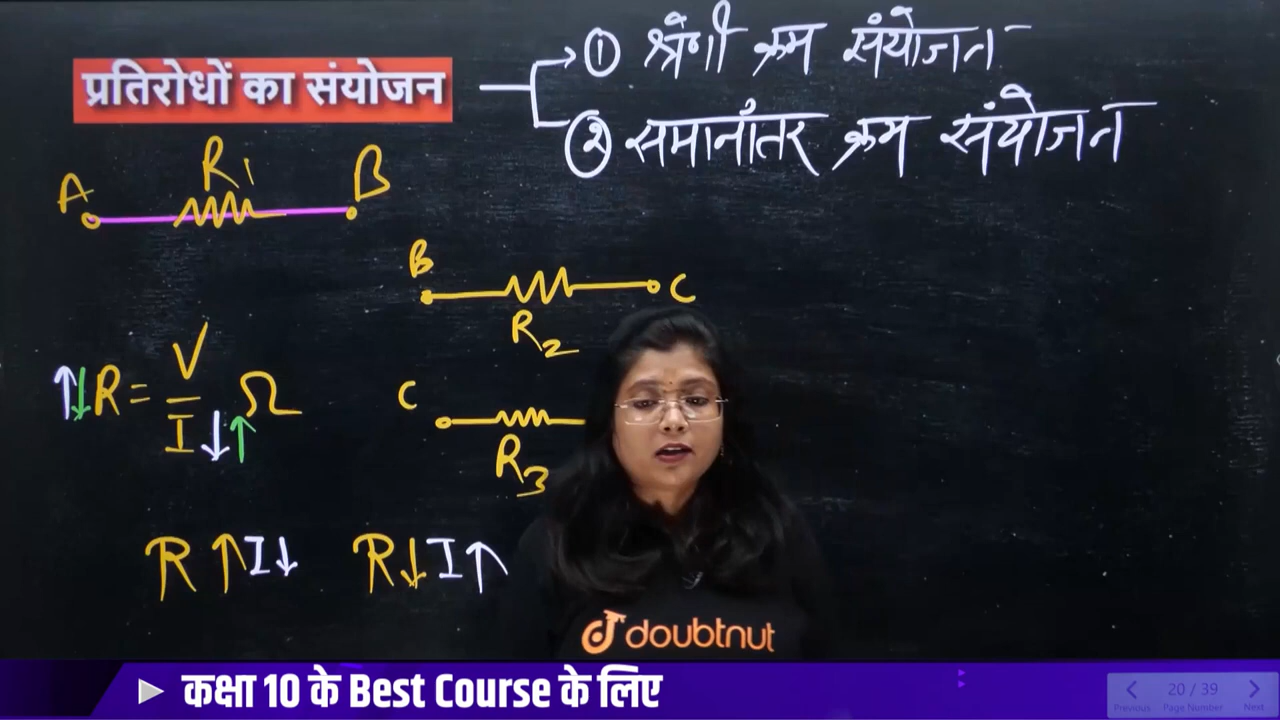 ① श्रेणी क्रम संयोजन
प्रतिरोधों का संयोजन
② समानांतर क्रम संयोजन
A R1 B
B C
R2
↑↓R = V/I ↓↑ Ω
C
R3
R ↑ I ↓ R ↓ I ↑
doubtnut
► कक्षा 10 के Best Course के लिए
20 / 39
Previous Page Number Next